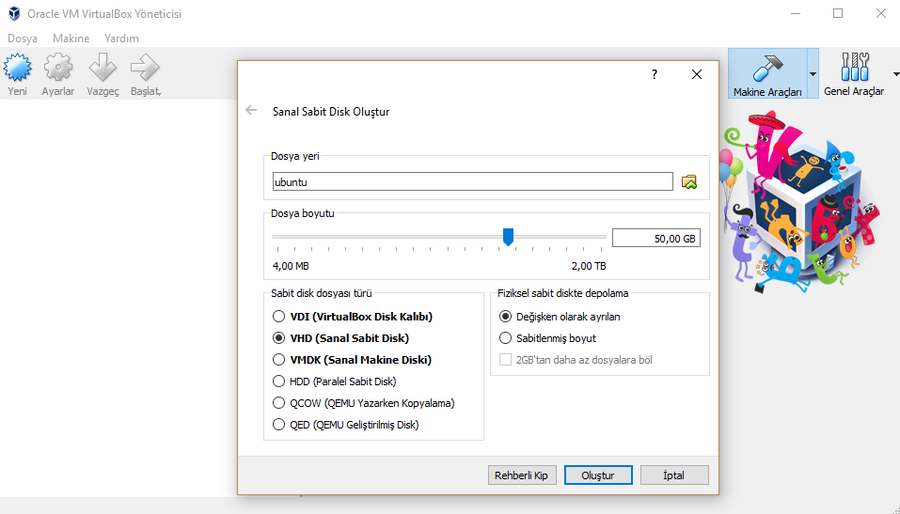 Oracle VM VirtualBox Yöneticisi
Dosya Makine Yardım
Yeni Ayarlar Vazgeç Başlat
Makine Araçları Genel Araçlar
?
Sanal Sabit Disk Oluştur
Dosya yeri
ubuntu
Dosya boyutu
50,00 GB
4,00 MB 2,00 TB
Sabit disk dosyası türü
VDI (VirtualBox Disk Kalıbı)
VHD (Sanal Sabit Disk)
VMDK (Sanal Makine Diski)
HDD (Paralel Sabit Disk)
QCOW (QEMU Yazarken Kopyalama)
QED (QEMU Geliştirilmiş Disk)
Fiziksel sabit diskte depolama
Değişken olarak ayrılan
Sabitlenmiş boyut
2GB'tan daha az dosyalara böl
Rehberli Kip Oluştur İptal